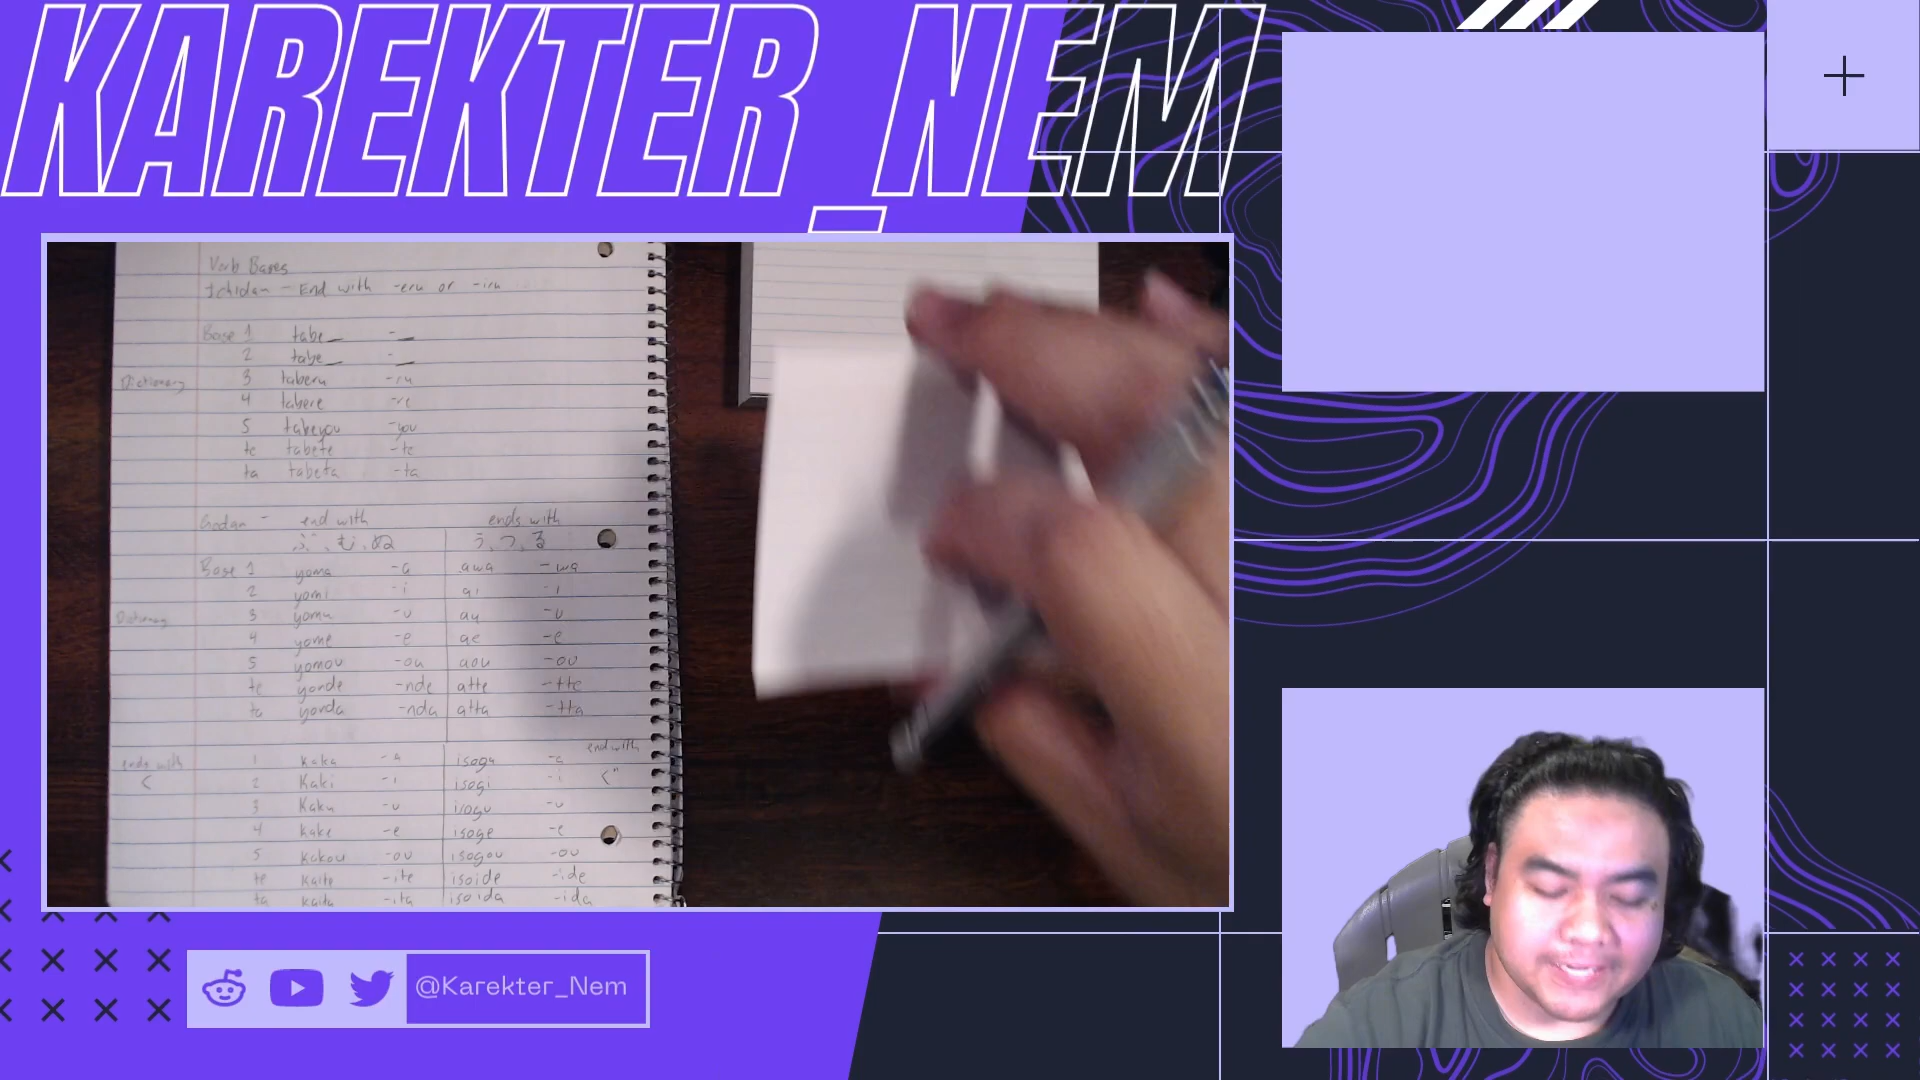 KAREKTER_NEM
Verb Bases
Ichidan - End with -eru or -iru
Base 1 tabe_ -_
2 tabe_ -_
Dictionary 3 taberu -ru
4 tabere -re
5 tabeyou -you
te tabete -te
ta tabeta -ta
Godan - end with ends with
ぶ、む、ぬ う、つ、る
Base 1 yoma -a awa -wa
2 yomi -i ai -i
Dictionary 3 yomu -u au -u
4 yome -e ae -e
5 yomou -ou aou -ou
te yonde -nde atte -tte
ta yonda -nda atta -tta
end with
ends with 1 Kaka -a isoga -a
く 2 Kaki -i isogi -i ぐ
3 Kaku -u isogu -u
4 Kake -e isoge -e
5 Kakou -ou isogou -ou
te Kaite -ite isoide -ide
ta Kaita -ita isoida -ida
@Karekter_Nem